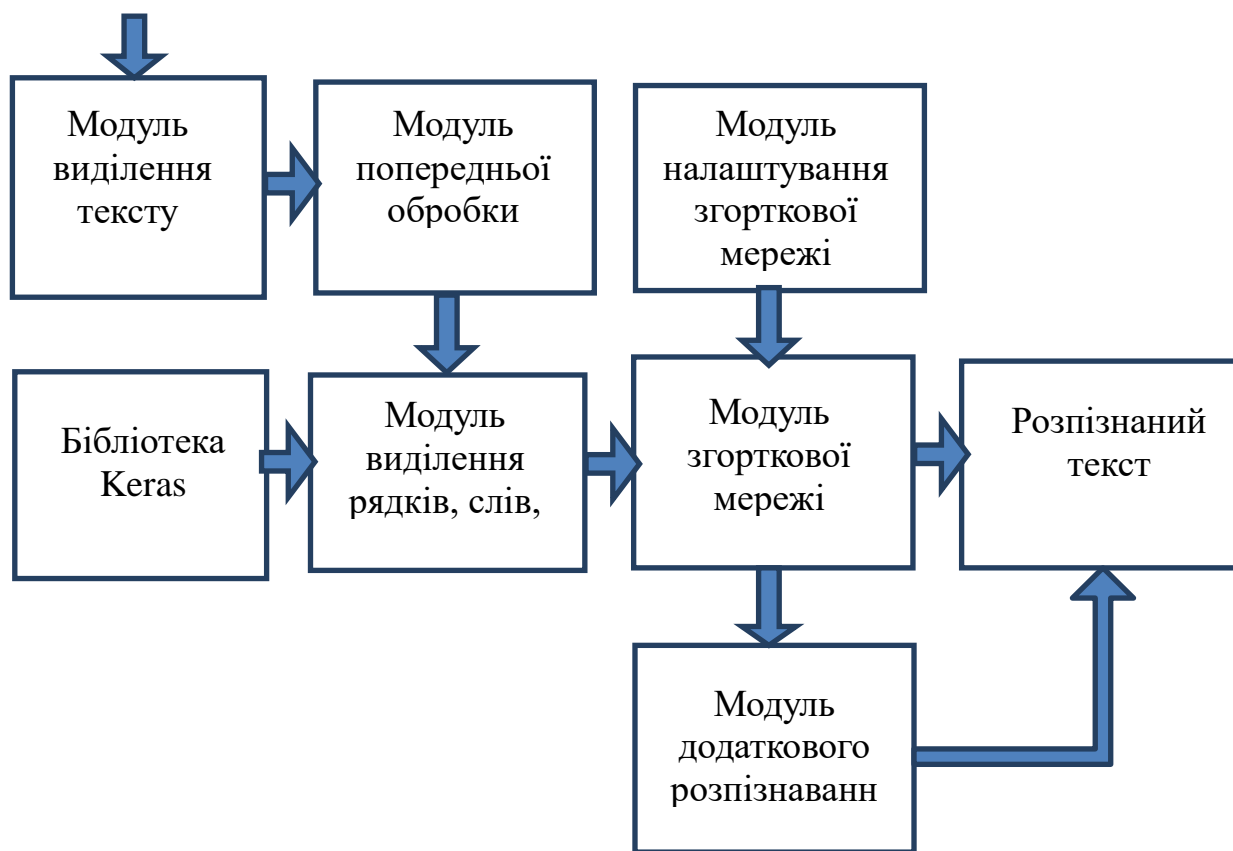 Модуль
виділення
тексту
Модуль
попередньої
обробки
Модуль
налаштування
згорткової
мережі
Бібліотека
Keras
Модуль
виділення
рядків, слів,
Модуль
згорткової
мережі
Розпізнаний
текст
Модуль
додаткового
розпізнаванн